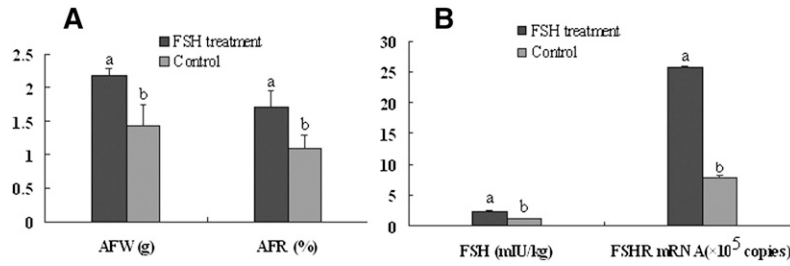 A
FSH treatment
Control
2.5
2
1.5
1
0.5
0
a
b
a
b
AFW (g)
AFR (%)
B
FSH treatment
Control
30
25
20
15
10
5
0
a
b
a
b
FSH (mIU/kg)
FSHR mRNA(×10⁵ copies)